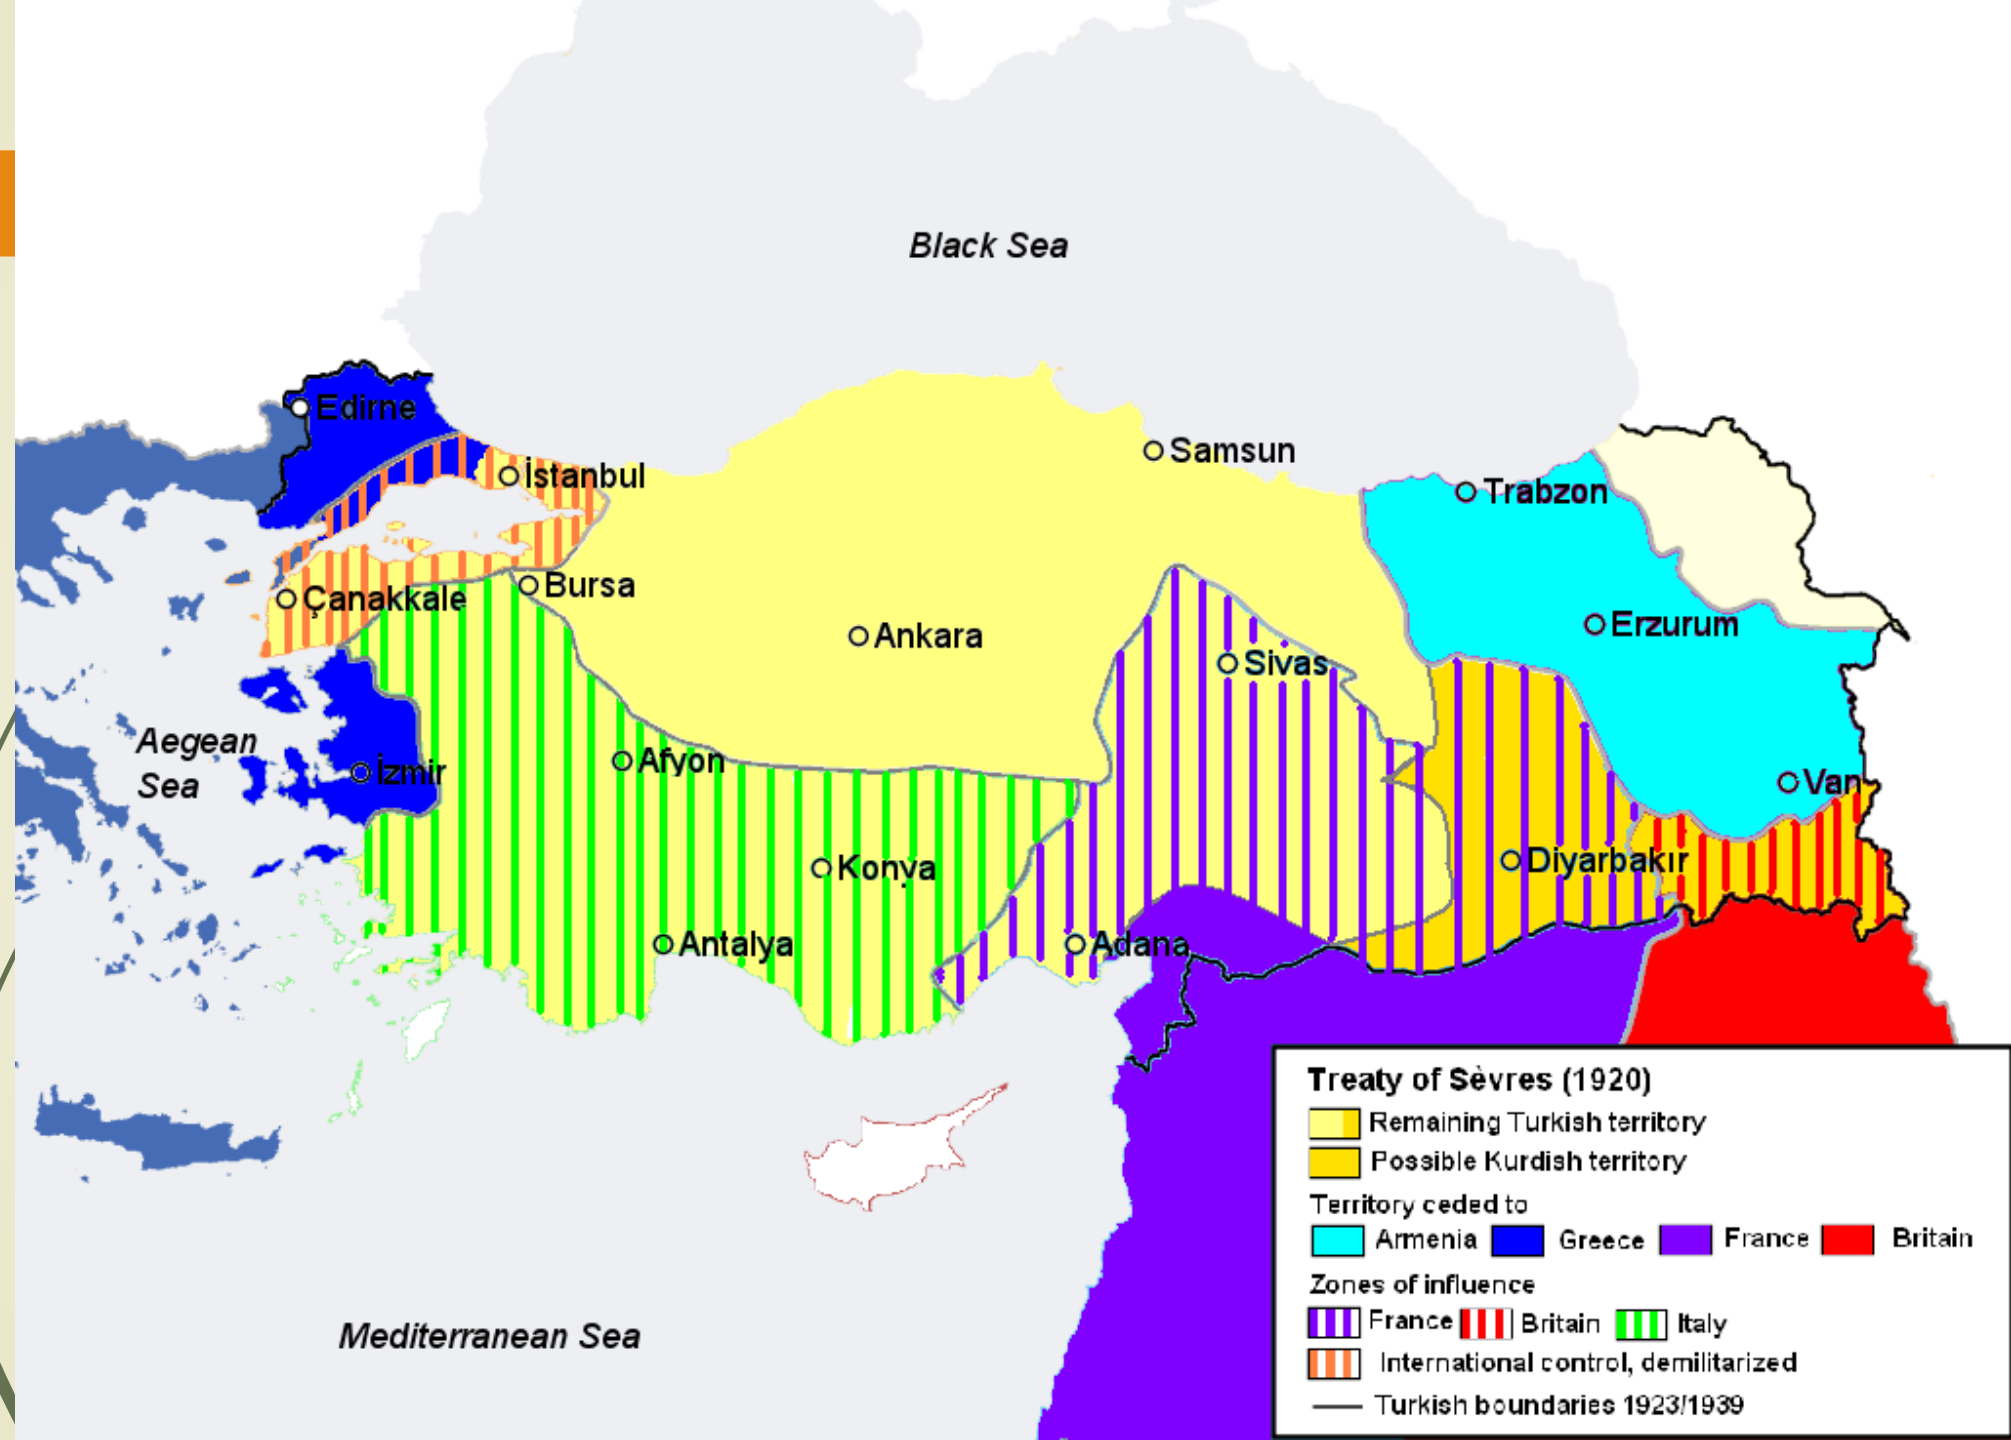 Black Sea
Edirne
İstanbul
Samsun
Trabzon
Çanakkale
Bursa
Ankara
Erzurum
Sivas
Aegean
Sea
İzmir
Afyon
Van
Konya
Diyarbakır
Antalya
Adana
Mediterranean Sea
Treaty of Sèvres (1920)
Remaining Turkish territory
Possible Kurdish territory
Territory ceded to
Armenia Greece France Britain
Zones of influence
France Britain Italy
International control, demilitarized
Turkish boundaries 1923/1939